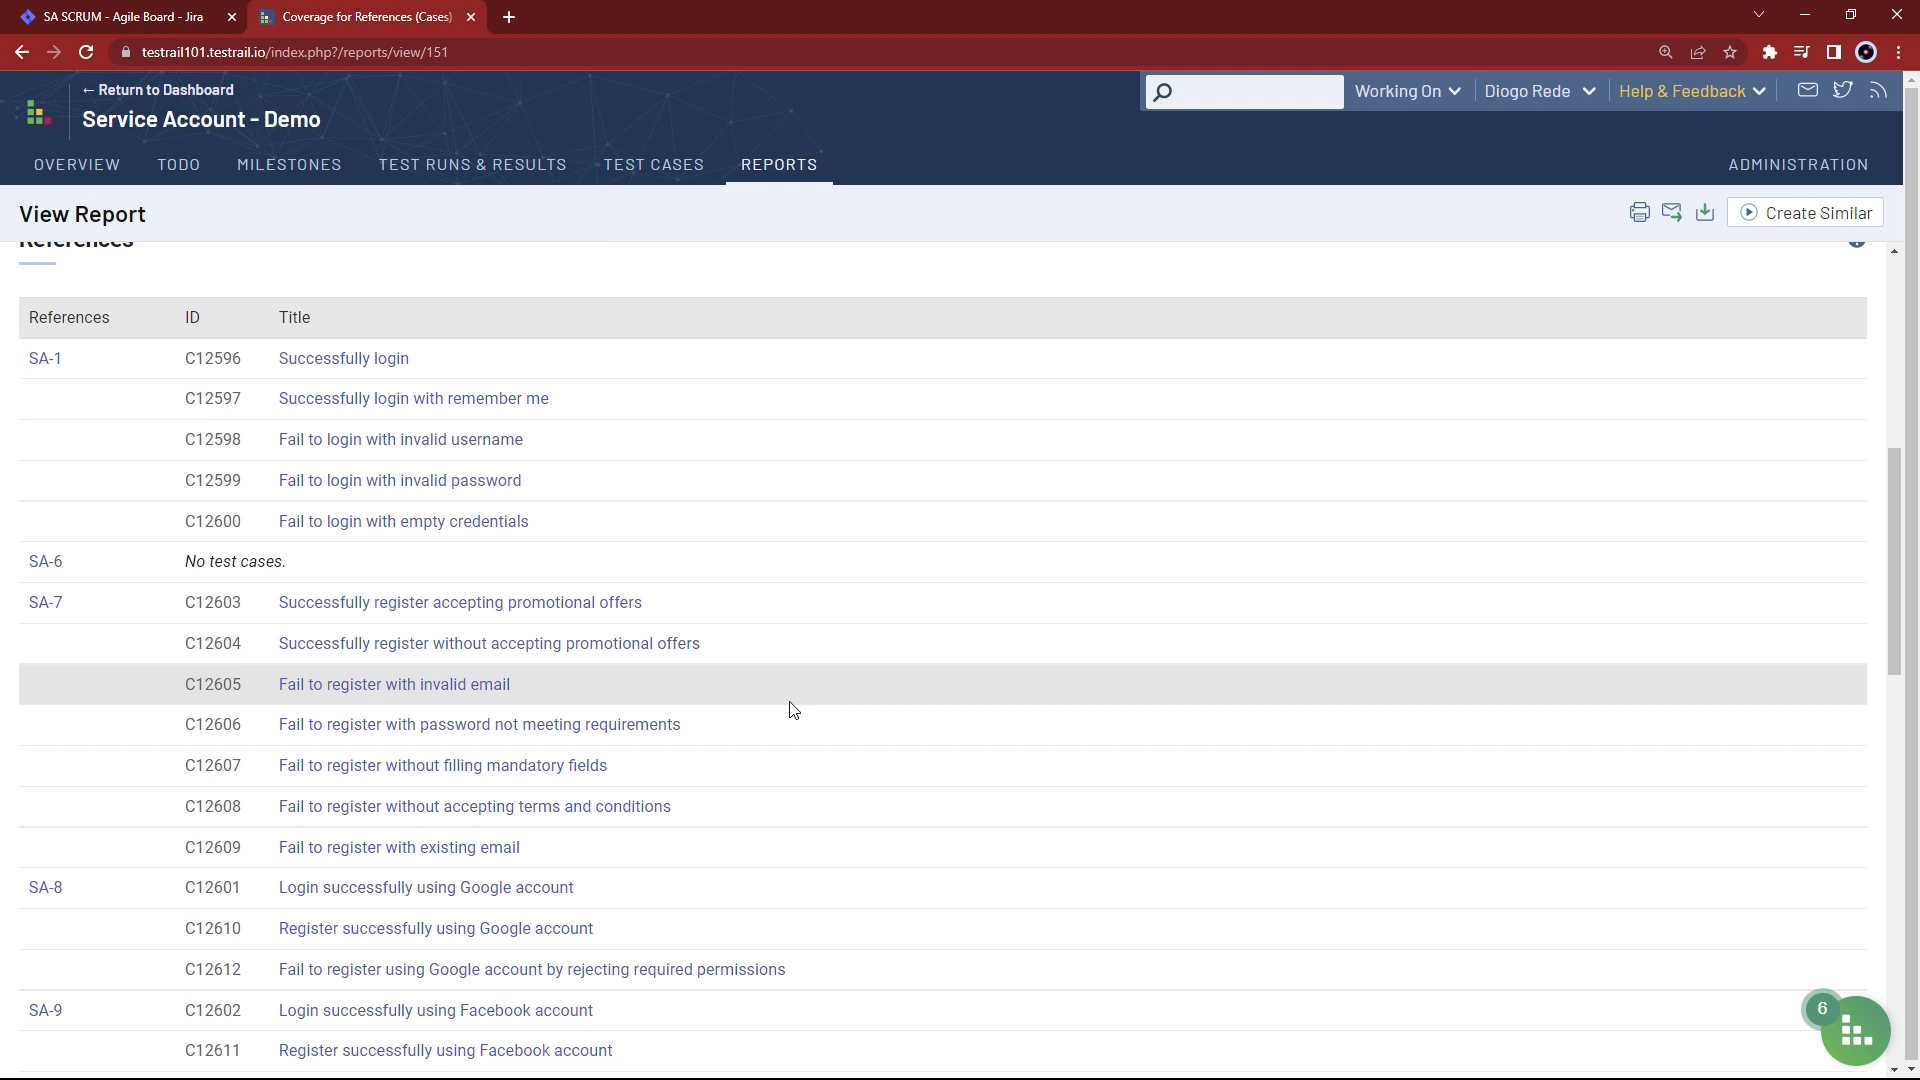 SA SCRUM - Agile Board - Jira
Coverage for References (Cases)
testrail101.testrail.io/index.php?/reports/view/151
← Return to Dashboard
Service Account - Demo
Working On
Diogo Rede
Help & Feedback
OVERVIEW
TODO
MILESTONES
TEST RUNS & RESULTS
TEST CASES
REPORTS
ADMINISTRATION
View Report
Create Similar
References
References ID Title
SA-1 C12596 Successfully login
C12597 Successfully login with remember me
C12598 Fail to login with invalid username
C12599 Fail to login with invalid password
C12600 Fail to login with empty credentials
SA-6 No test cases.
SA-7 C12603 Successfully register accepting promotional offers
C12604 Successfully register without accepting promotional offers
C12605 Fail to register with invalid email
C12606 Fail to register with password not meeting requirements
C12607 Fail to register without filling mandatory fields
C12608 Fail to register without accepting terms and conditions
C12609 Fail to register with existing email
SA-8 C12601 Login successfully using Google account
C12610 Register successfully using Google account
C12612 Fail to register using Google account by rejecting required permissions
SA-9 C12602 Login successfully using Facebook account
C12611 Register successfully using Facebook account
6